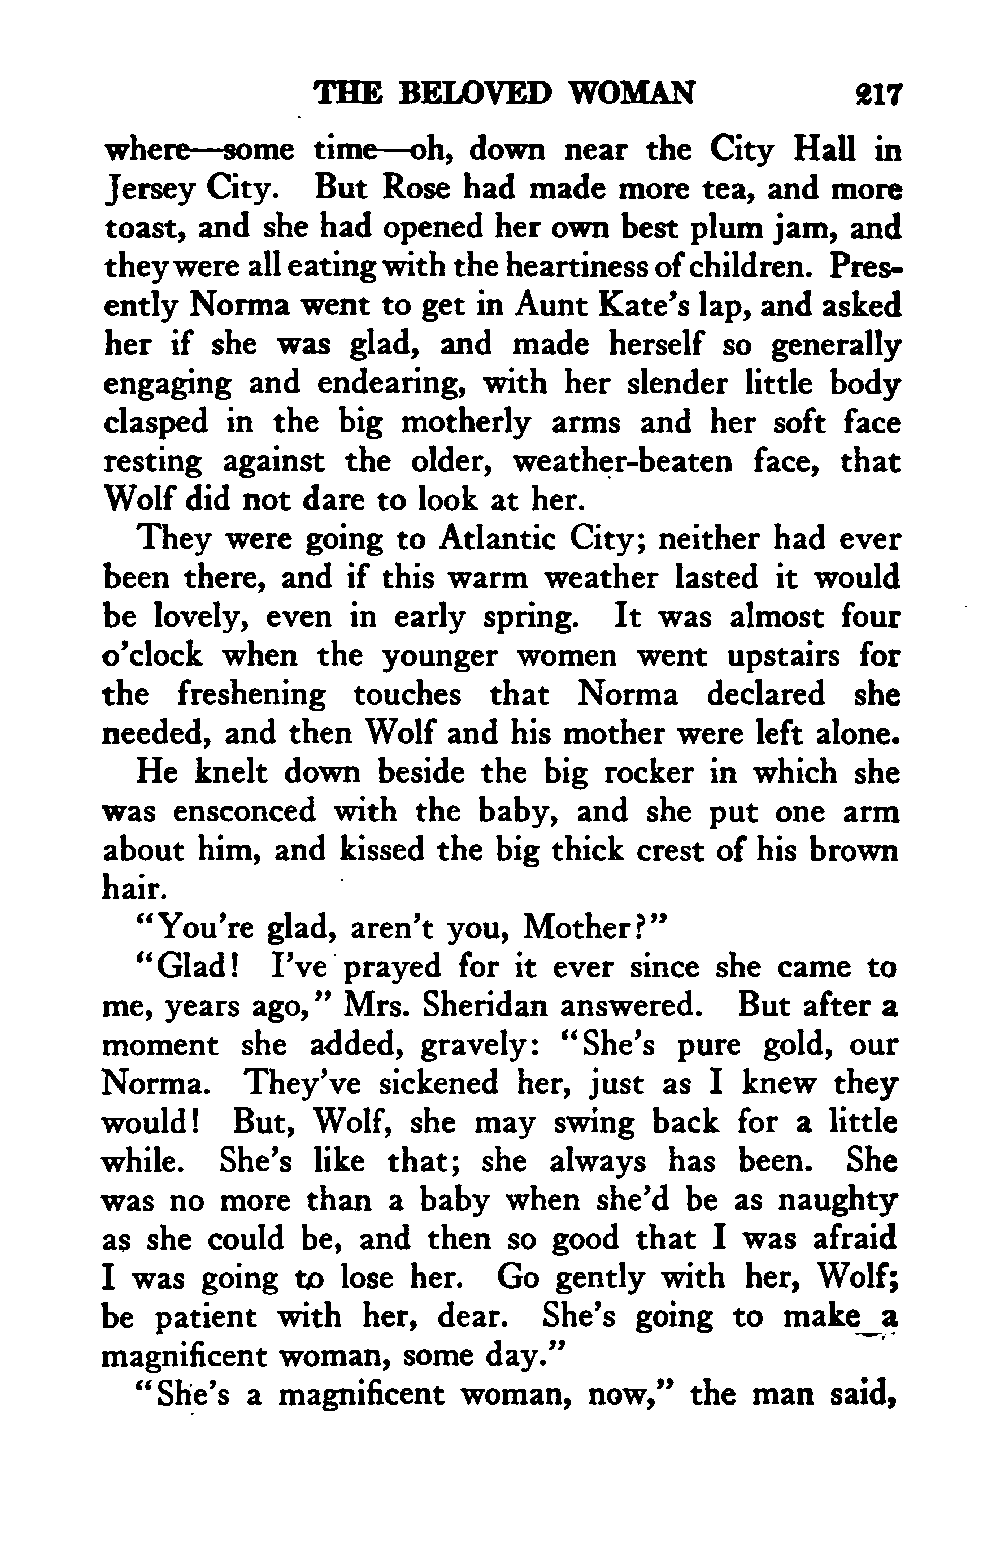 THE BELOVED WOMAN 217
where—some time—oh, down near the City Hall in
Jersey City. But Rose had made more tea, and more
toast, and she had opened her own best plum jam, and
they were all eating with the heartiness of children. Pres-
ently Norma went to get in Aunt Kate's lap, and asked
her if she was glad, and made herself so generally
engaging and endearing, with her slender little body
clasped in the big motherly arms and her soft face
resting against the older, weather-beaten face, that
Wolf did not dare to look at her.
They were going to Atlantic City; neither had ever
been there, and if this warm weather lasted it would
be lovely, even in early spring. It was almost four
o'clock when the younger women went upstairs for
the freshening touches that Norma declared she
needed, and then Wolf and his mother were left alone.
He knelt down beside the big rocker in which she
was ensconced with the baby, and she put one arm
about him, and kissed the big thick crest of his brown
hair.
"You're glad, aren't you, Mother?"
"Glad! I've prayed for it ever since she came to
me, years ago," Mrs. Sheridan answered. But after a
moment she added, gravely: "She's pure gold, our
Norma. They've sickened her, just as I knew they
would! But, Wolf, she may swing back for a little
while. She's like that; she always has been. She
was no more than a baby when she'd be as naughty
as she could be, and then so good that I was afraid
I was going to lose her. Go gently with her, Wolf;
be patient with her, dear. She's going to make a
magnificent woman, some day."
"She's a magnificent woman, now," the man said,